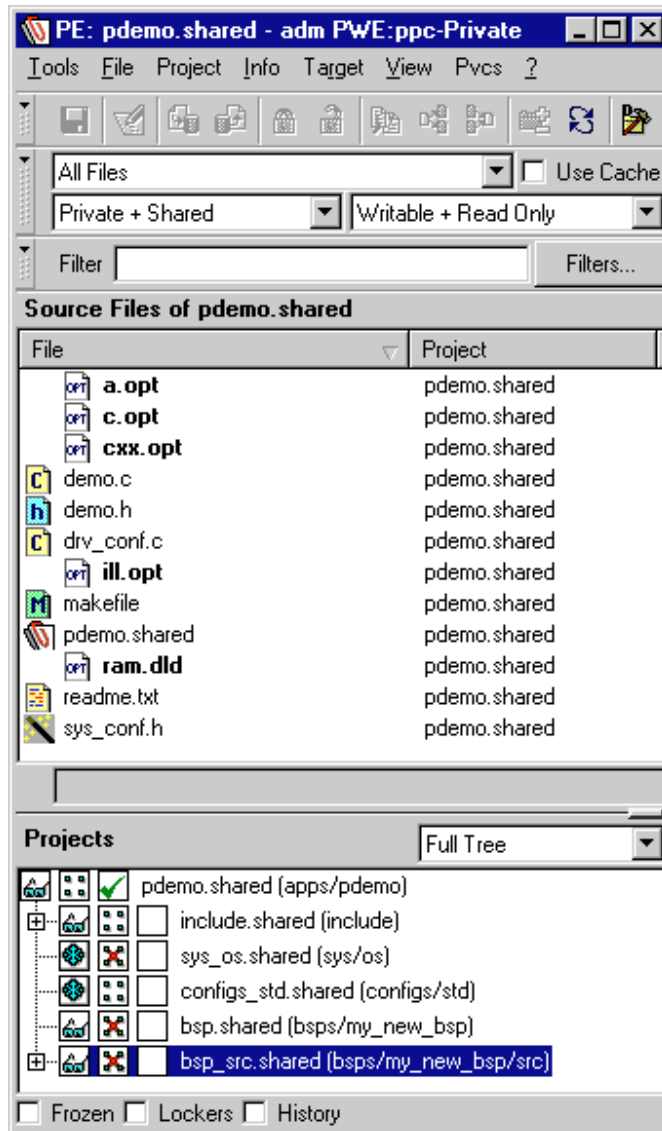 PE: pdemo.shared - adm PWE:ppc-Private
Tools File Project Info Target View Pvcs ?
All Files Use Cache
Private + Shared Writable + Read Only
Filter Filters...
Source Files of pdemo.shared
File Project
OPT a.opt pdemo.shared
OPT c.opt pdemo.shared
OPT cxx.opt pdemo.shared
C demo.c pdemo.shared
h demo.h pdemo.shared
C drv_conf.c pdemo.shared
OPT ill.opt pdemo.shared
M makefile pdemo.shared
pdemo.shared pdemo.shared
OPT ram.dld pdemo.shared
readme.txt pdemo.shared
sys_conf.h pdemo.shared
Projects Full Tree
pdemo.shared (apps/pdemo)
include.shared (include)
sys_os.shared (sys/os)
configs_std.shared (configs/std)
bsp.shared (bsps/my_new_bsp)
bsp_src.shared (bsps/my_new_bsp/src)
Frozen Lockers History